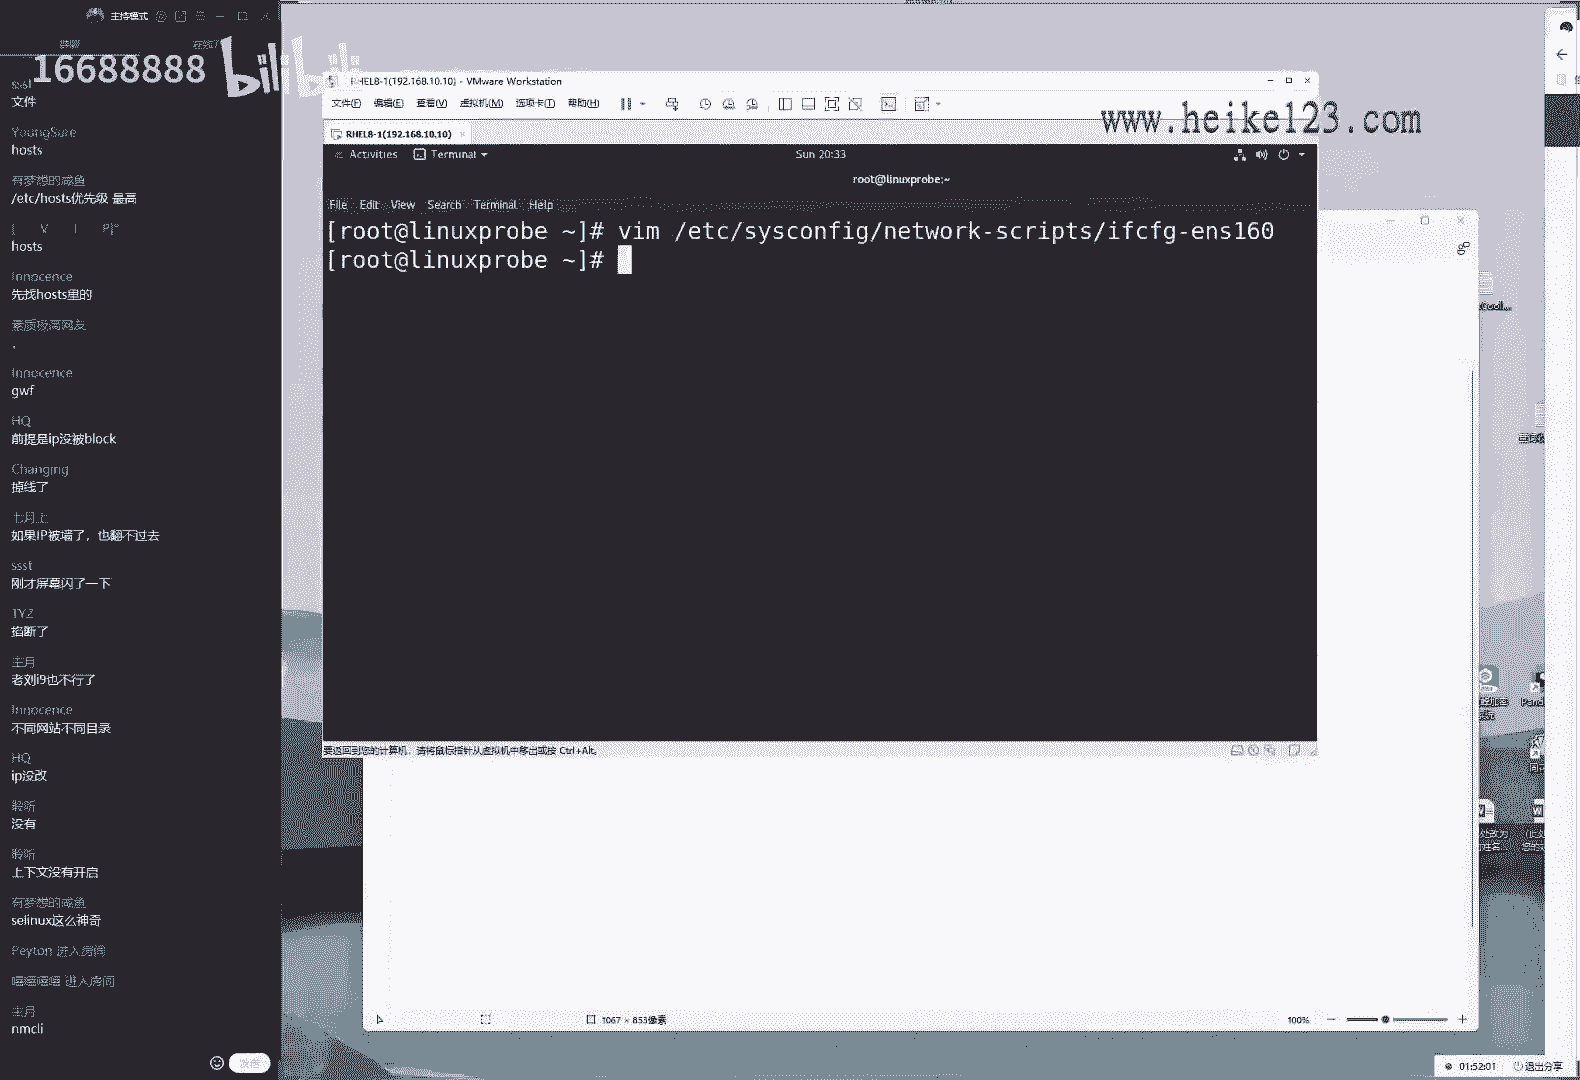 主持模式
16688888
bilibili
文件
YoungSure
hosts
有梦想的咸鱼
/etc/hosts优先级 最高
hosts
Innocence
先找hosts里的
素质极高网友
.
Innocence
gwf
HQ
前提是ip没被block
Changing
掉线了
七月上
如果IP被墙了，也翻不过去
ssst
刚才屏幕闪了一下
TYZ
掐断了
主月
老刘i9也不行了
Innocence
不同网站不同目录
HQ
ip没改
聆听
没有
聆听
上下文没有开启
有梦想的咸鱼
selinux这么神奇
Peyton 进入房间
嘻嘻嘻嘻 进入房间
主月
nmcli
发送
RHEL8-1(192.168.10.10) - VMware Workstation
文件(F) 编辑(E) 查看(V) 虚拟机(M) 选项卡(T) 帮助(H)
www.heike123.com
RHEL8-1(192.168.10.10)
Activities Terminal Sun 20:33
root@linuxprobe:~
File Edit View Search Terminal Help
[root@linuxprobe ~]# vim /etc/sysconfig/network-scripts/ifcfg-ens160
[root@linuxprobe ~]#
要返回到您的计算机，请将鼠标指针从虚拟机中移出或按 Ctrl+Alt。
1067 × 853像素
100%
01:52:01 退出分享